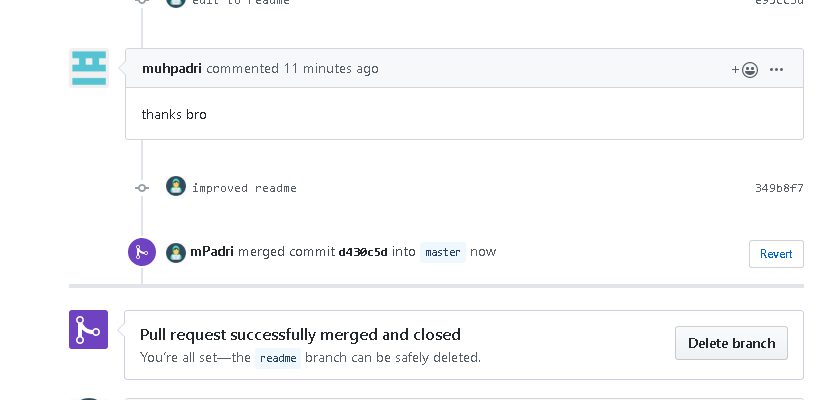 edit to readme
muhpadri commented 11 minutes ago
thanks bro
improved readme 349b8f7
mPadri merged commit d430c5d into master now Revert
Pull request successfully merged and closed
You're all set—the readme branch can be safely deleted.
Delete branch